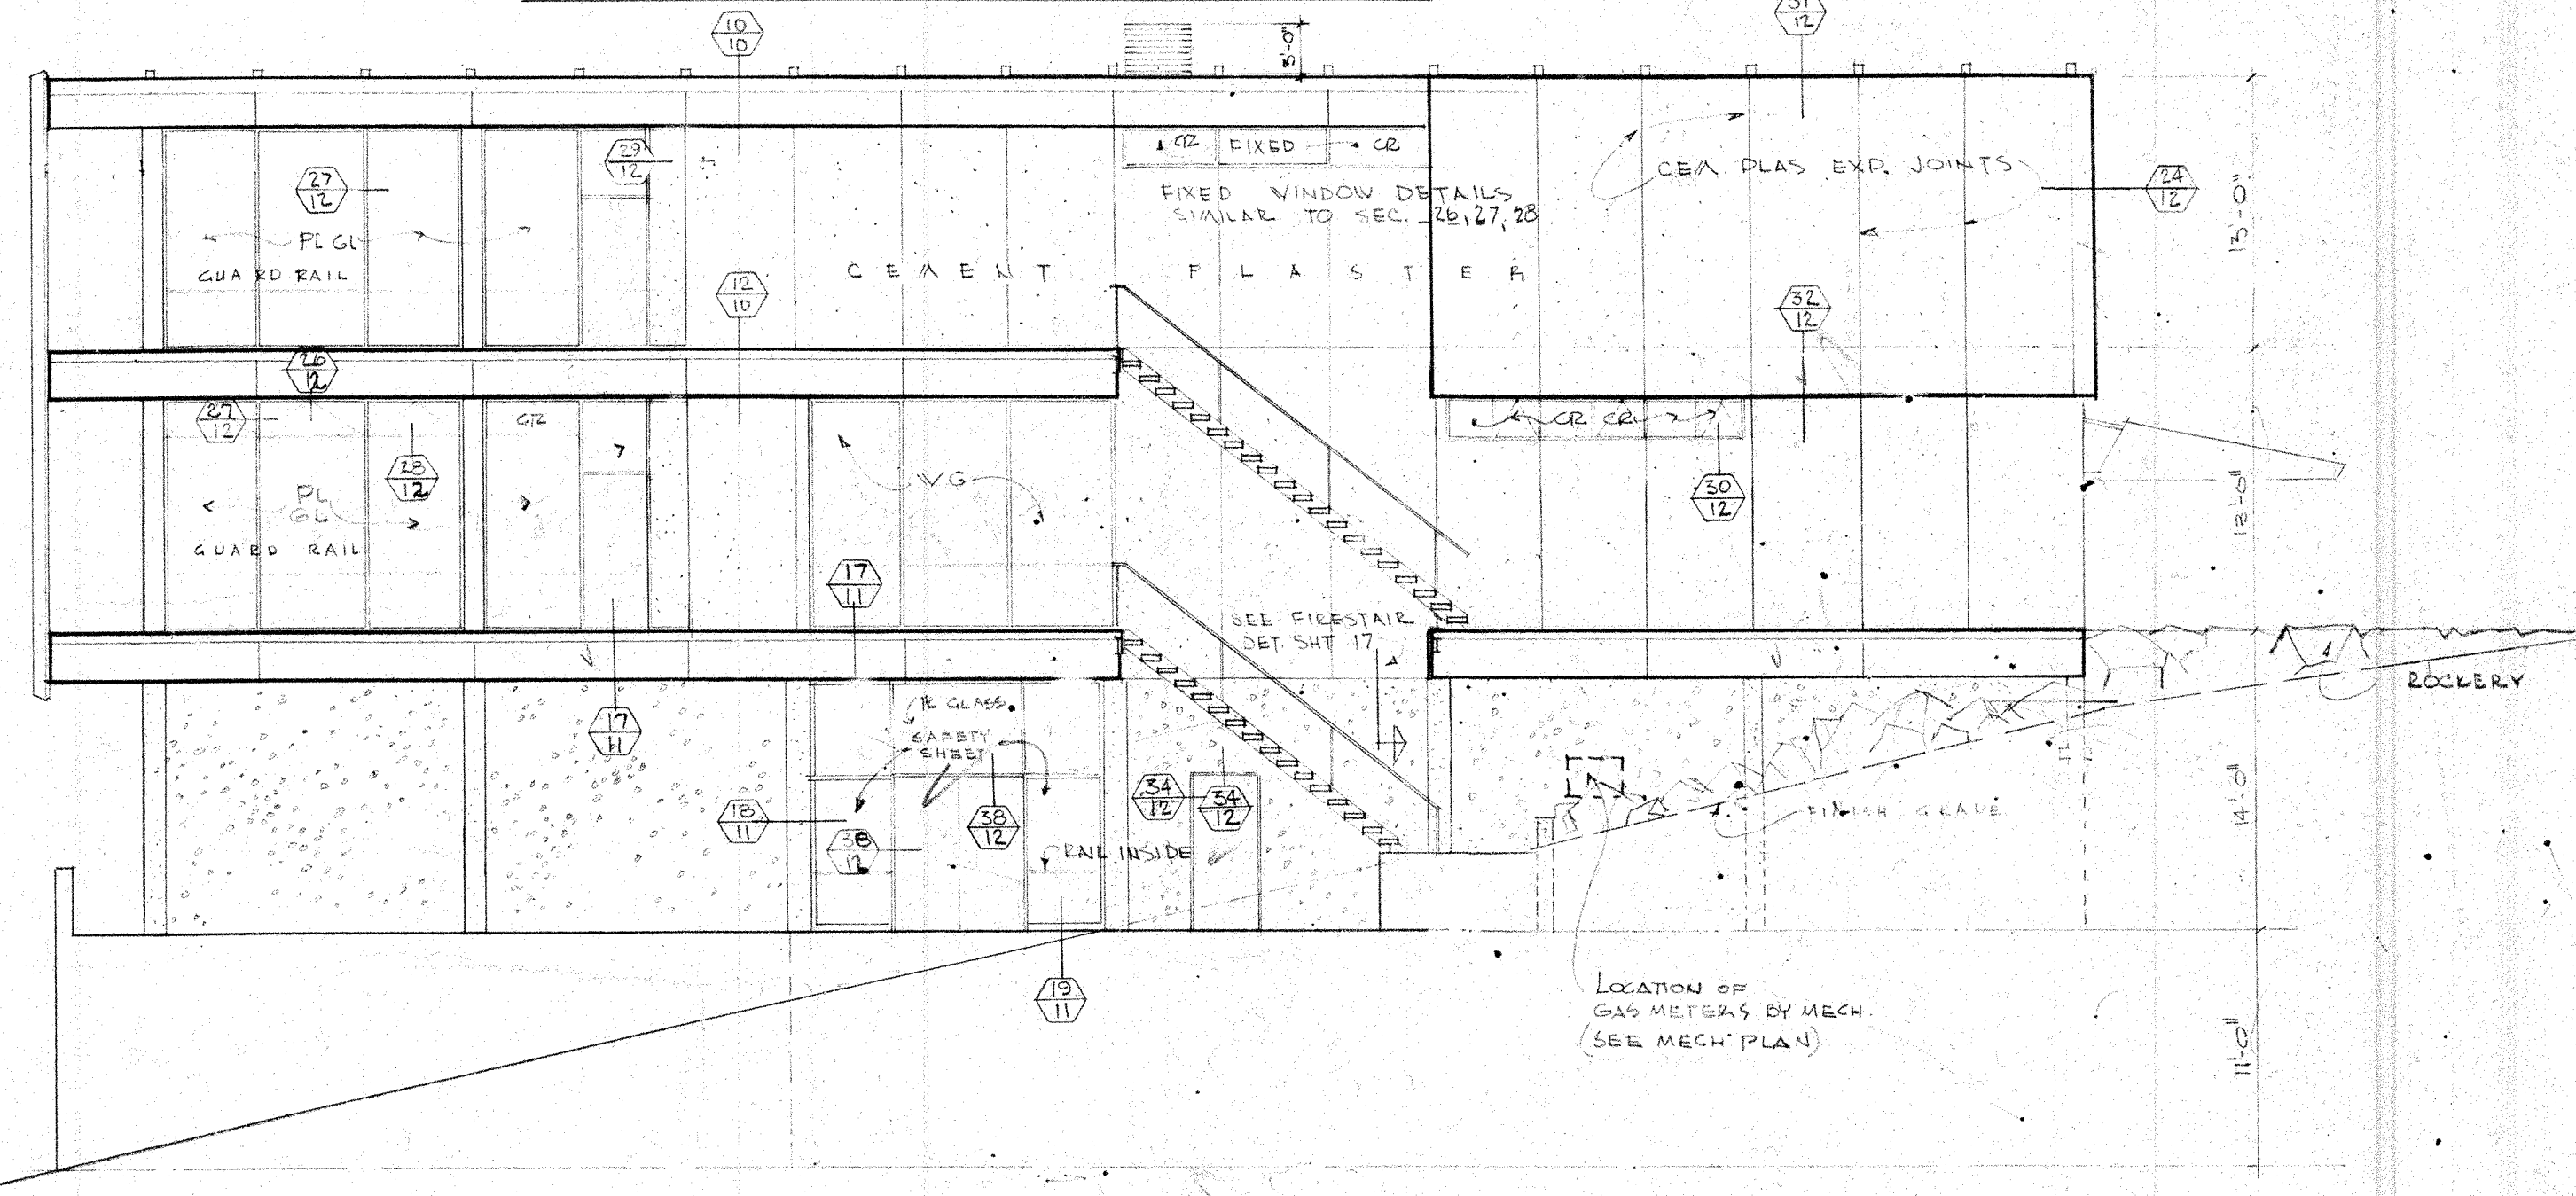 10
10
31
12
3'-0"
29
12
CR FIXED CR
27
12
CEM. PLAS EXP. JOINTS
24
12
FIXED WINDOW DETAILS
SIMILAR TO SEC. 26, 27, 28
13'-0"
PL GL
GUARD RAIL
CEMENT PLASTER
12
10
32
12
26
12
27
12
CR
CR CR
28
12
VG
30
12
PL
GL
GUARD RAIL
17
11
SEE FIRESTAIR
DET. SHT 17
ROCKERY
PL GLASS
SAFETY
SHEET
17
11
34
12
34
12
18
11
38
12
38
12
RAIL INSIDE
FINISH GRADE
14'-0"
19
11
LOCATION OF
GAS METERS BY MECH.
(SEE MECH PLAN)
11'-0"